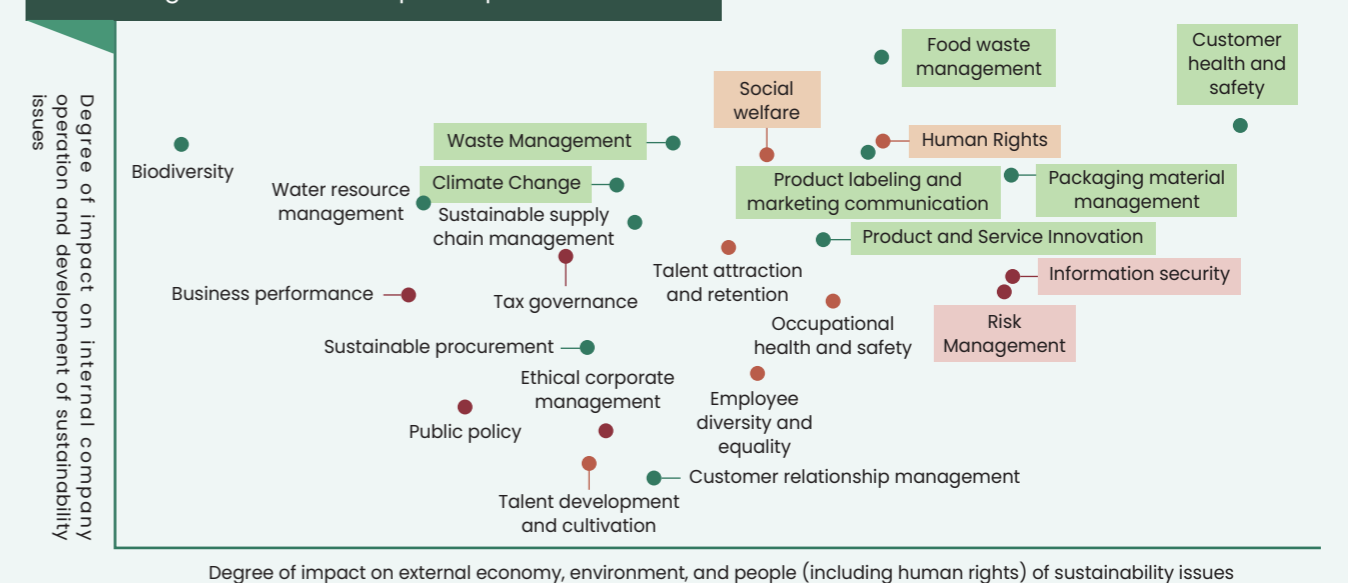 Degree of impact on internal company
operation and development of sustainability
issues
Food waste
management
Customer
health and
safety
Social
welfare
Waste Management
Human Rights
Biodiversity
Climate Change
Product labeling and
marketing communication
Packaging material
management
Water resource
management
Sustainable supply
chain management
Product and Service Innovation
Talent attraction
and retention
Information security
Business performance
Tax governance
Occupational
health and safety
Risk
Management
Sustainable procurement
Ethical corporate
management
Employee
diversity and
equality
Public policy
Customer relationship management
Talent development
and cultivation
Degree of impact on external economy, environment, and people (including human rights) of sustainability issues